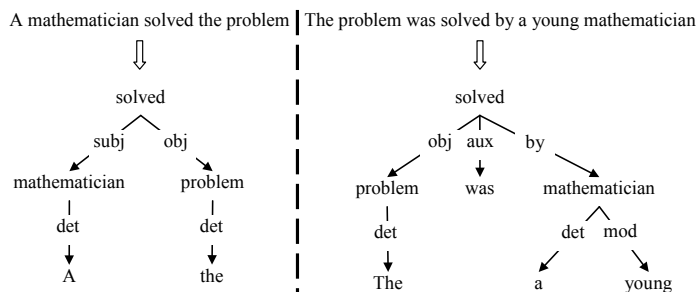 A mathematician solved the problem
The problem was solved by a young mathematician
solved
subj obj
mathematician problem
det det
A the
solved
obj aux by
problem was mathematician
det det mod
The a young